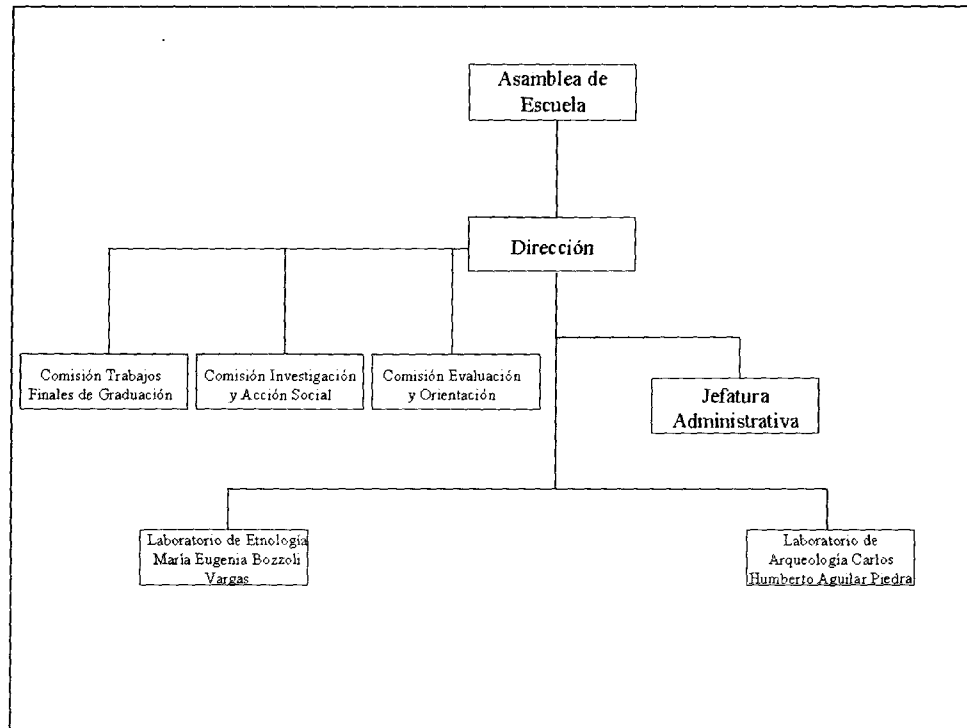 Asamblea de
Escuela
Dirección
Comisión Trabajos
Finales de Graduación
Comisión Investigación
y Acción Social
Comisión Evaluación
y Orientación
Jefatura
Administrativa
Laboratorio de Etnología
María Eugenia Bozzoli
Vargas
Laboratorio de
Arqueología Carlos
Humberto Aguilar Piedra